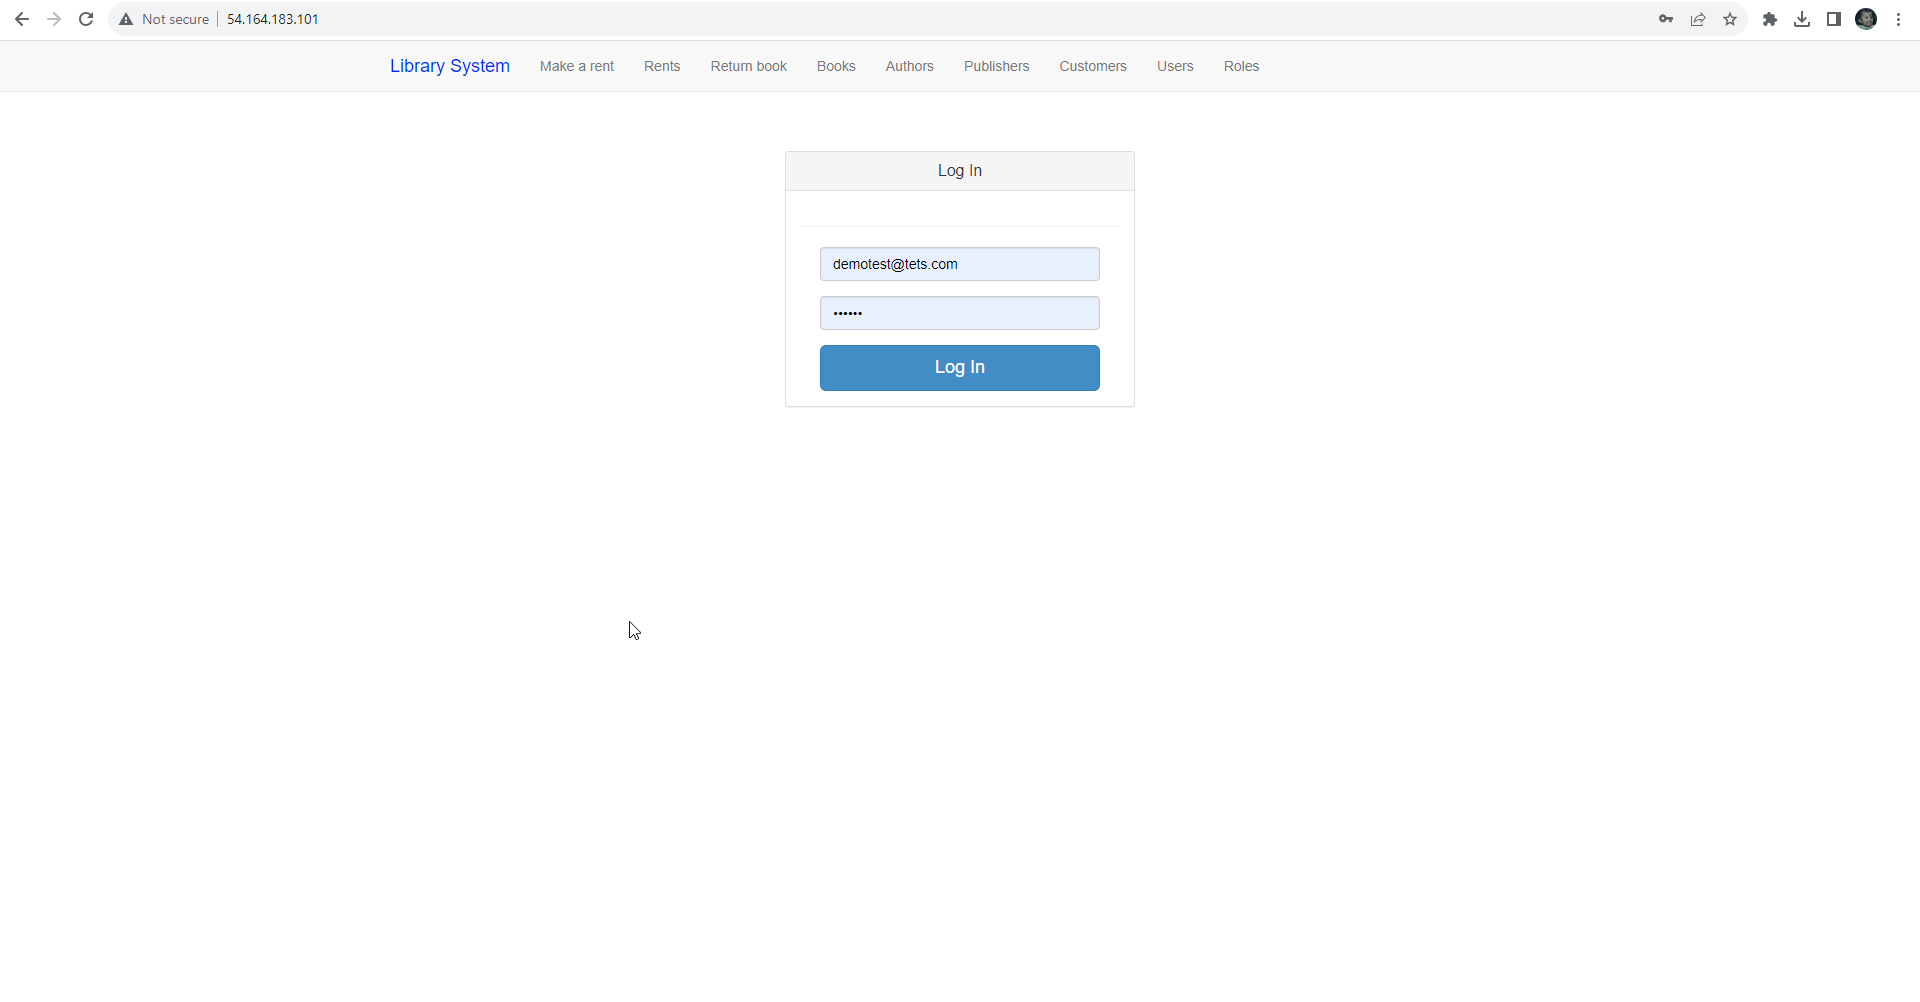 Not secure 54.164.183.101
Library System Make a rent Rents Return book Books Authors Publishers Customers Users Roles
Log In
demotest@tets.com
••••••
Log In